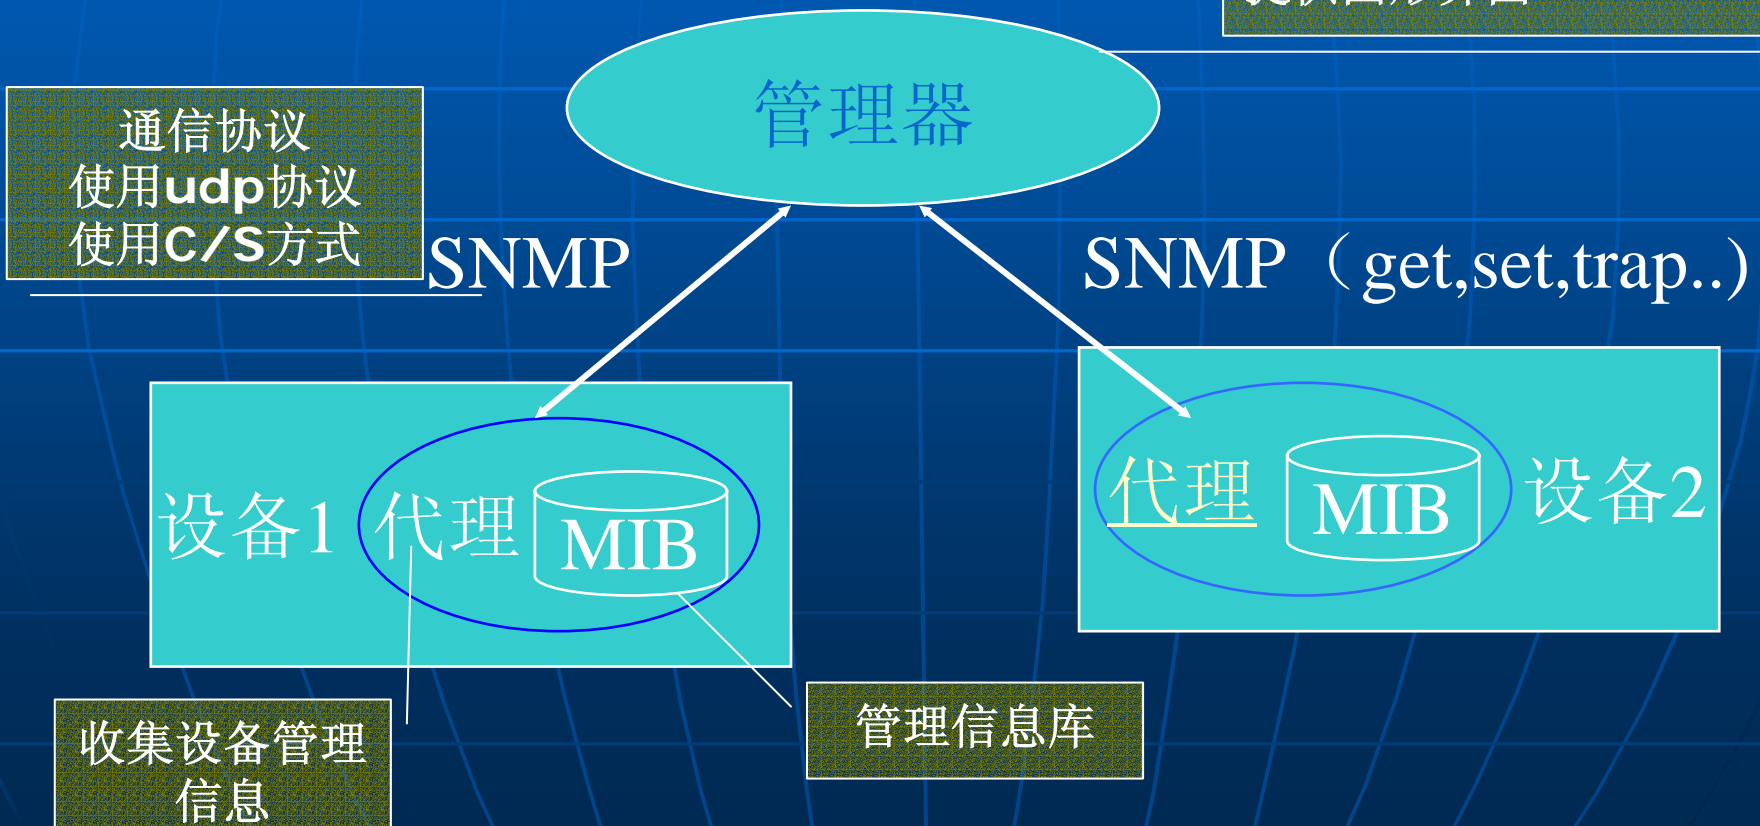 管理器
通信协议
使用udp协议
使用C/S方式
SNMP
SNMP（get,set,trap..)
设备1
代理
MIB
代理
MIB
设备2
收集设备管理
信息
管理信息库